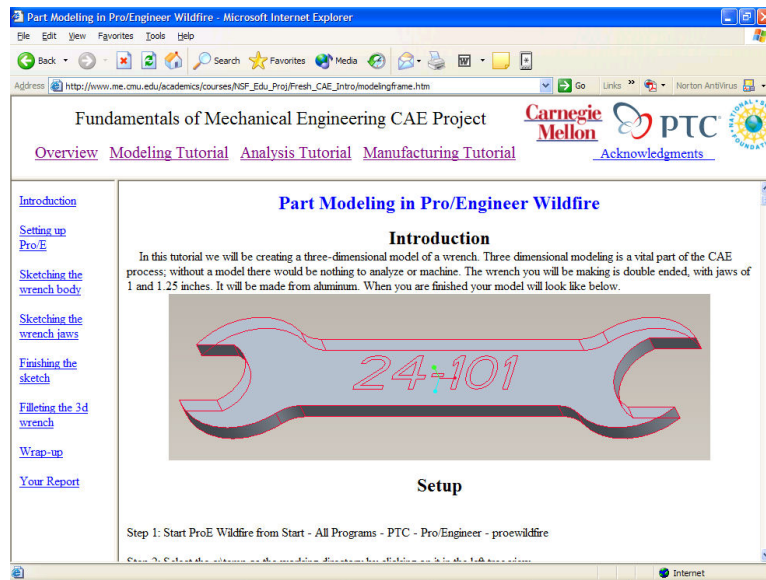 Part Modeling in Pro/Engineer Wildfire - Microsoft Internet Explorer
File Edit View Favorites Tools Help
Back Search Favorites Media
Address http://www.me.cmu.edu/academics/courses/NSF_Edu_Proj/Fresh_CAE_Intro/modelingframe.htm Go Links » Norton AntiVirus
Fundamentals of Mechanical Engineering CAE Project
Carnegie
Mellon
PTC
Overview Modeling Tutorial Analysis Tutorial Manufacturing Tutorial
Acknowledgments
Introduction
Setting up
Pro/E
Sketching the
wrench body
Sketching the
wrench jaws
Finishing the
sketch
Filleting the 3d
wrench
Wrap-up
Your Report
Part Modeling in Pro/Engineer Wildfire
Introduction
In this tutorial we will be creating a three-dimensional model of a wrench. Three dimensional modeling is a vital part of the CAE
process; without a model there would be nothing to analyze or machine. The wrench you will be making is double ended, with jaws of
1 and 1.25 inches. It will be made from aluminum. When you are finished your model will look like below.
24-101
Setup
Step 1: Start ProE Wildfire from Start - All Programs - PTC - Pro/Engineer - proewildfire
Internet